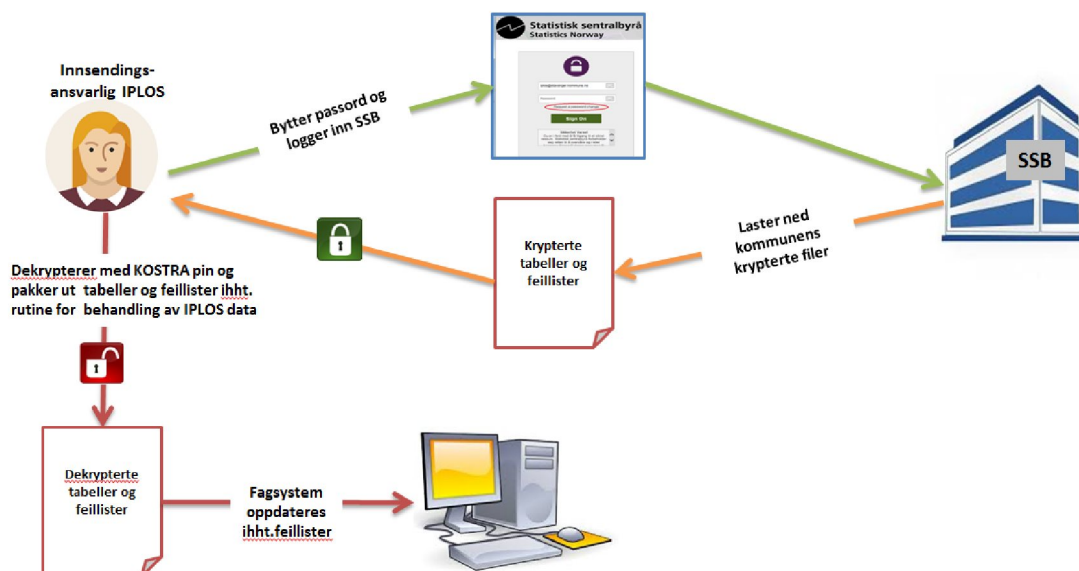 Statistisk sentralbyrå
Statistics Norway
Innsendings-
ansvarlig IPLOS
Bytter passord og
logger inn SSB
Logg inn
SSB
Laster ned
kommunens
krypterte filer
Krypterte
tabeller og
feillister
Dekrypterer med KOSTRA pin og
pakker ut tabeller og feillister ihht.
rutine for behandling av IPLOS data
Dekrypterte
tabeller og
feillister
Fagsystem
oppdateres
ihht.feillister